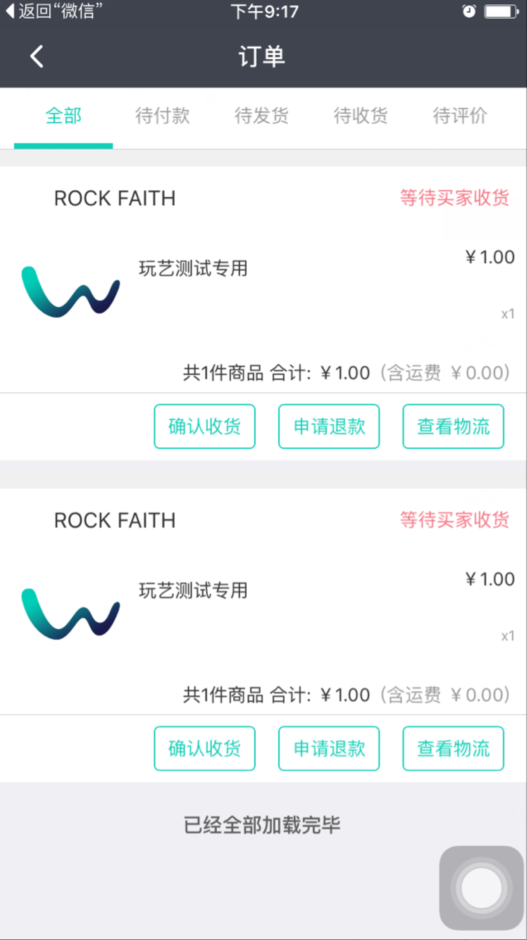 返回“微信”
下午9:17
订单
全部 待付款 待发货 待收货 待评价
ROCK FAITH 等待买家收货
玩艺测试专用 ￥1.00
x1
共1件商品 合计: ￥1.00 (含运费 ￥0.00)
确认收货 申请退款 查看物流
ROCK FAITH 等待买家收货
玩艺测试专用 ￥1.00
x1
共1件商品 合计: ￥1.00 (含运费 ￥0.00)
确认收货 申请退款 查看物流
已经全部加载完毕